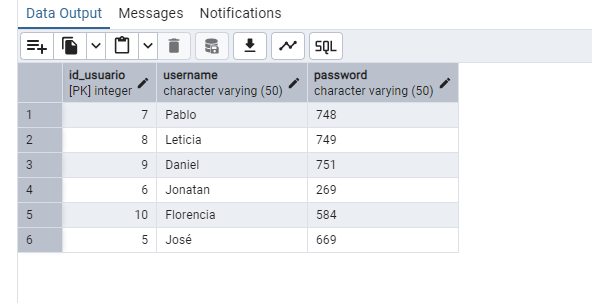 Data Output Messages Notifications
SQL
id_usuario username password
[PK] integer character varying (50) character varying (50)
1 7 Pablo 748
2 8 Leticia 749
3 9 Daniel 751
4 6 Jonatan 269
5 10 Florencia 584
6 5 José 669